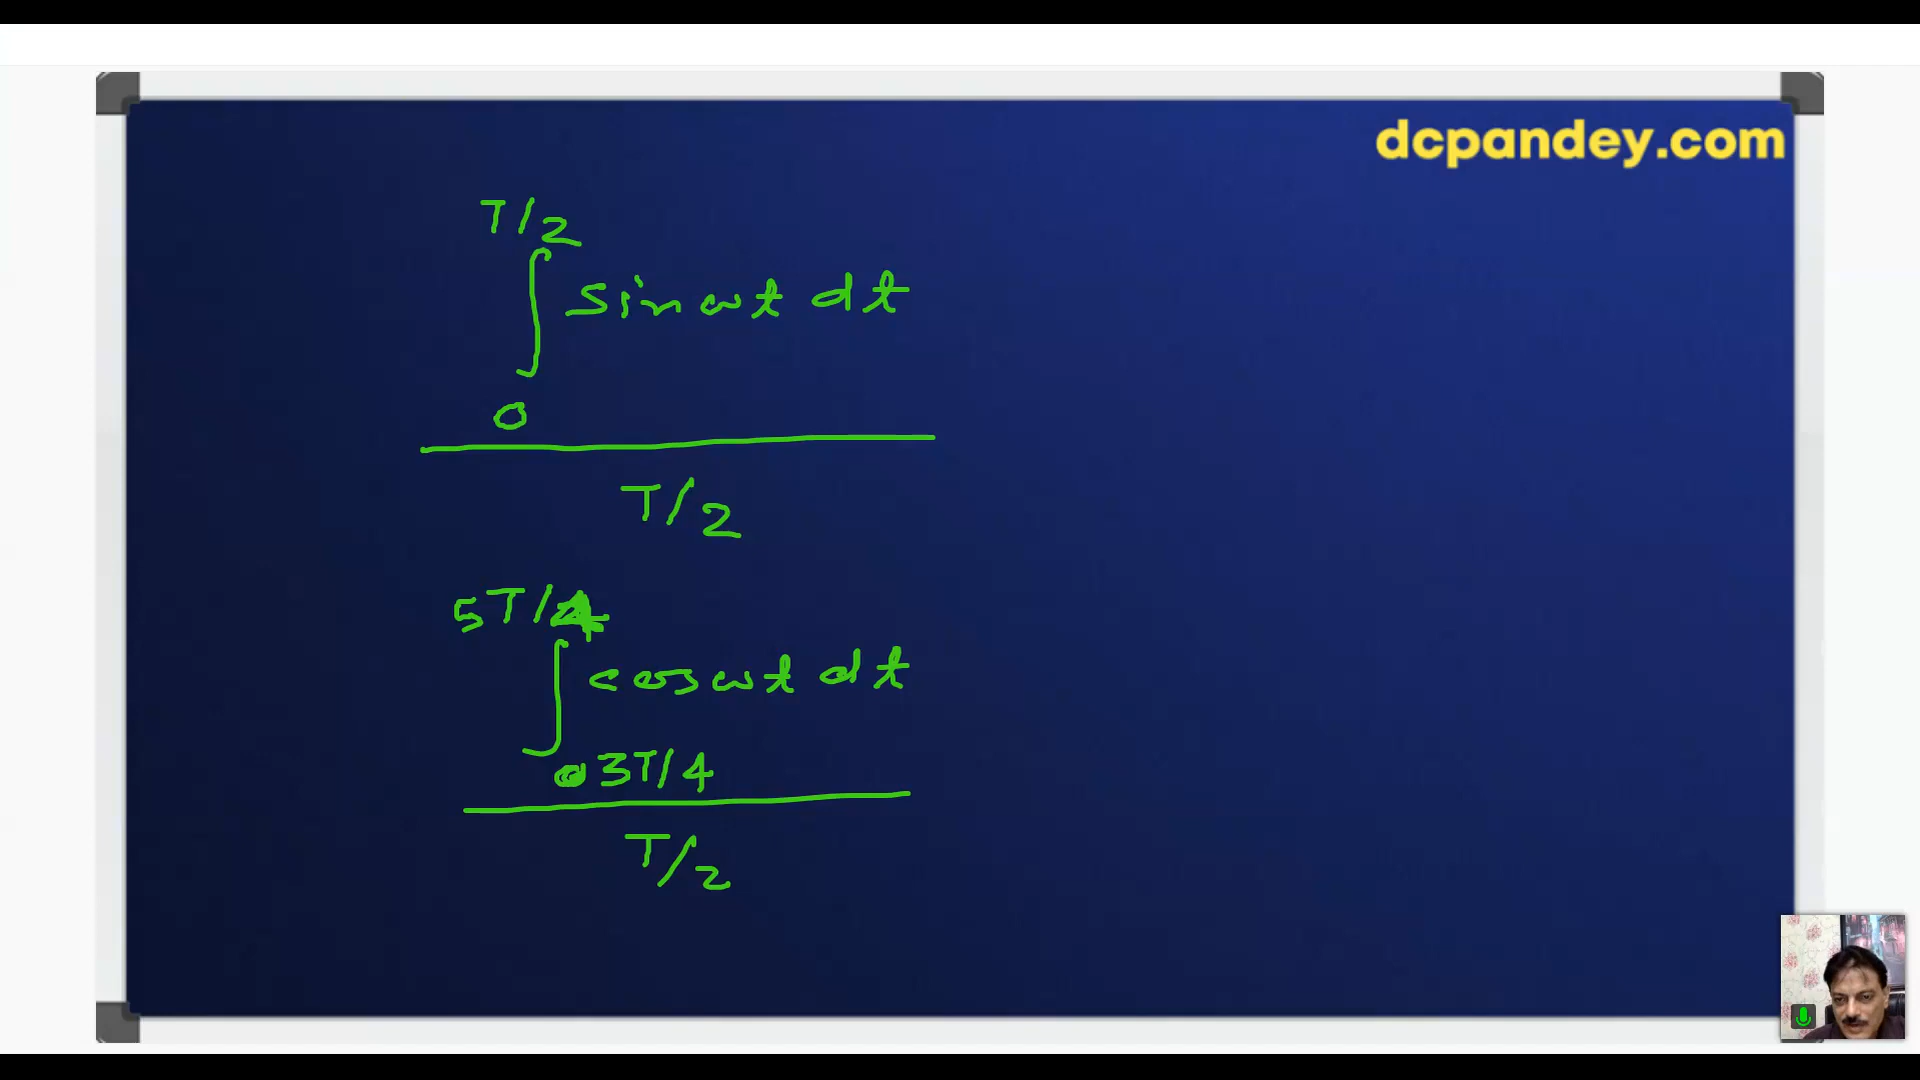 dcpandey.com
T/2
∫ sin ωt dt
0
T/2
5T/4
∫ cos ωt dt
3T/4
T/2